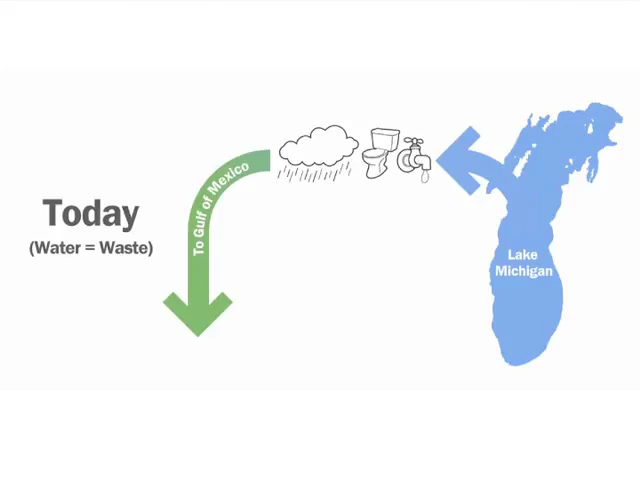 To Gulf of Mexico
Today
(Water = Waste)
Lake
Michigan